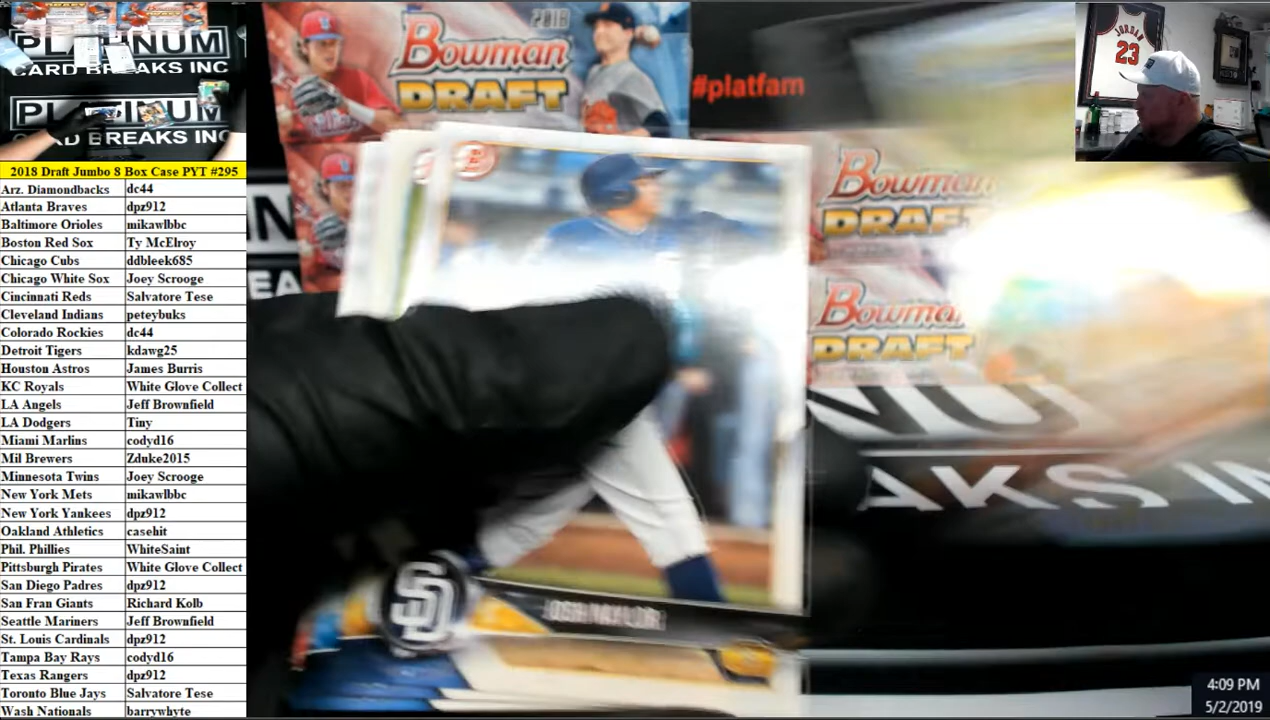 PLATINUM
CARD BREAKS INC
PLATINUM
CARD BREAKS INC
2018 Draft Jumbo 8 Box Case PYT #295
Arz. Diamondbacks dc44
Atlanta Braves dpz912
Baltimore Orioles mikawlbbc
Boston Red Sox Ty McElroy
Chicago Cubs ddbleek685
Chicago White Sox Joey Scrooge
Cincinnati Reds Salvatore Tese
Cleveland Indians peteybuks
Colorado Rockies dc44
Detroit Tigers kdawg25
Houston Astros James Burris
KC Royals White Glove Collect
LA Angels Jeff Brownfield
LA Dodgers Tiny
Miami Marlins codyd16
Mil Brewers Zduke2015
Minnesota Twins Joey Scrooge
New York Mets mikawlbbc
New York Yankees dpz912
Oakland Athletics casehit
Phil. Phillies WhiteSaint
Pittsburgh Pirates White Glove Collect
San Diego Padres dpz912
San Fran Giants Richard Kolb
Seattle Mariners Jeff Brownfield
St. Louis Cardinals dpz912
Tampa Bay Rays codyd16
Texas Rangers dpz912
Toronto Blue Jays Salvatore Tese
Wash Nationals barrywhyte
2018
Bowman
DRAFT
#platfam
JORDAN
23
B
Bowman
DRAFT
Bowman
DRAFT
NU
AKS IN
SD
JOSH NAYLOR
4:09 PM
5/2/2019